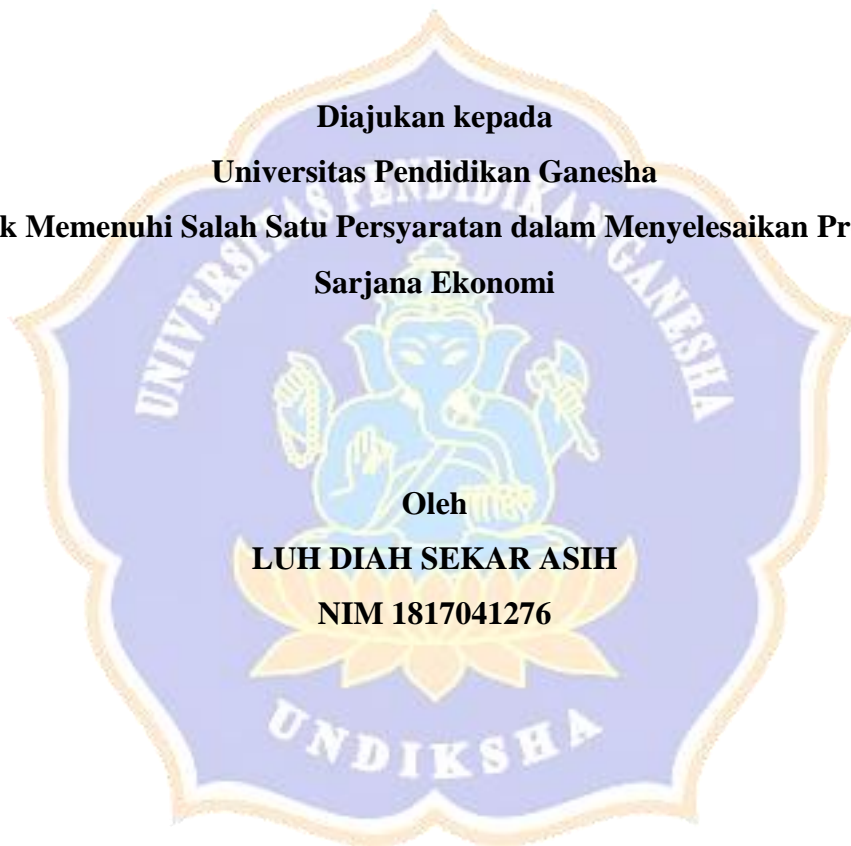 Diajukan kepada
Universitas Pendidikan Ganesha
k Memenuhi Salah Satu Persyaratan dalam Menyelesaikan Pr
Sarjana Ekonomi
UNIVERSITAS PENDIDIKAN GANESHA
Oleh
LUH DIAH SEKAR ASIH
NIM 1817041276
UNDIKSHA